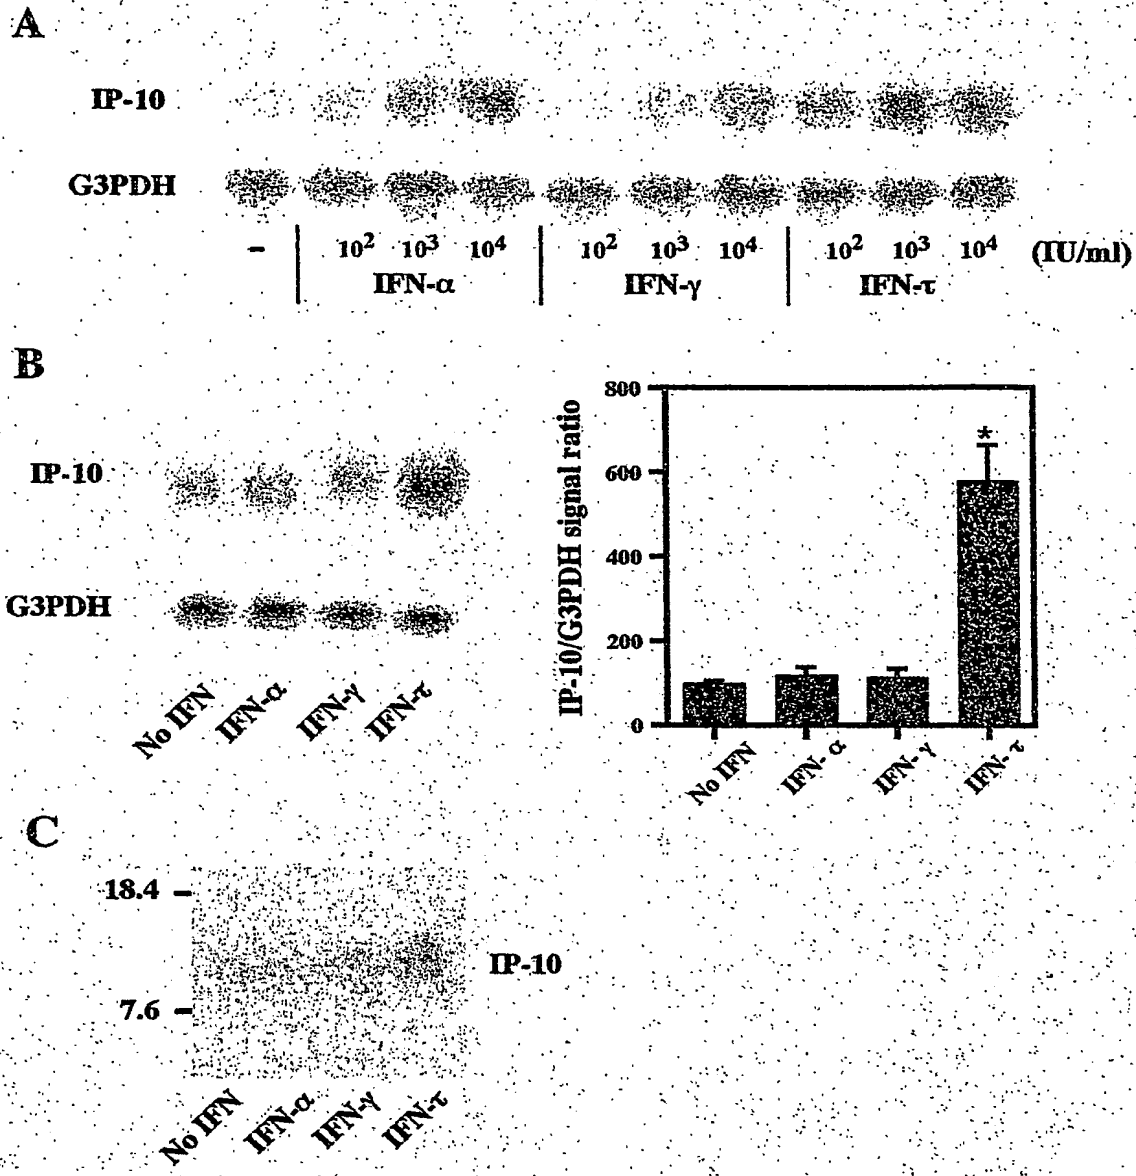 A
IP-10
G3PDH
– 10² 10³ 10⁴ 10² 10³ 10⁴ 10² 10³ 10⁴ (IU/ml)
IFN-α IFN-γ IFN-τ
B
IP-10
G3PDH
No IFN IFN-α IFN-γ IFN-τ
800
600
400
200
0
IP-10/G3PDH signal ratio
*
No IFN IFN-α IFN-γ IFN-τ
C
18.4
IP-10
7.6
No IFN IFN-α IFN-γ IFN-τ